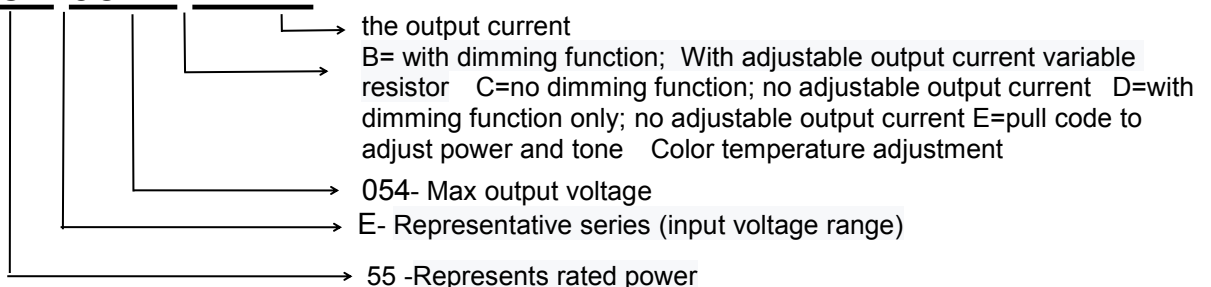 the output current
B= with dimming function; With adjustable output current variable
resistor C=no dimming function; no adjustable output current D=with
dimming function only; no adjustable output current E=pull code to
adjust power and tone Color temperature adjustment
054- Max output voltage
E- Representative series (input voltage range)
55 -Represents rated power